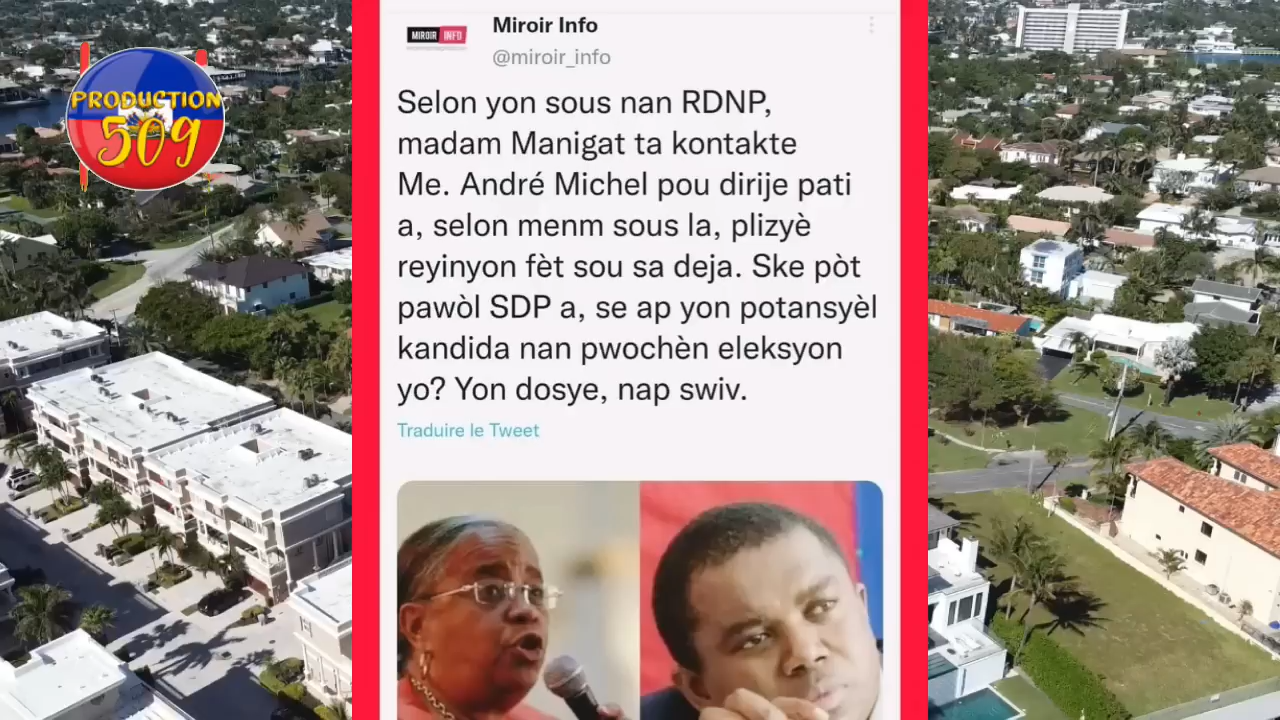 PRODUCTION
509
MIROIR INFO
Miroir Info
@miroir_info
Selon yon sous nan RDNP,
madam Manigat ta kontakte
Me. André Michel pou dirije pati
a, selon menm sous la, plizyè
reyinyon fèt sou sa deja. Ske pòt
pawòl SDP a, se ap yon potansyèl
kandida nan pwochèn eleksyon
yo? Yon dosye, nap swiv.
Traduire le Tweet